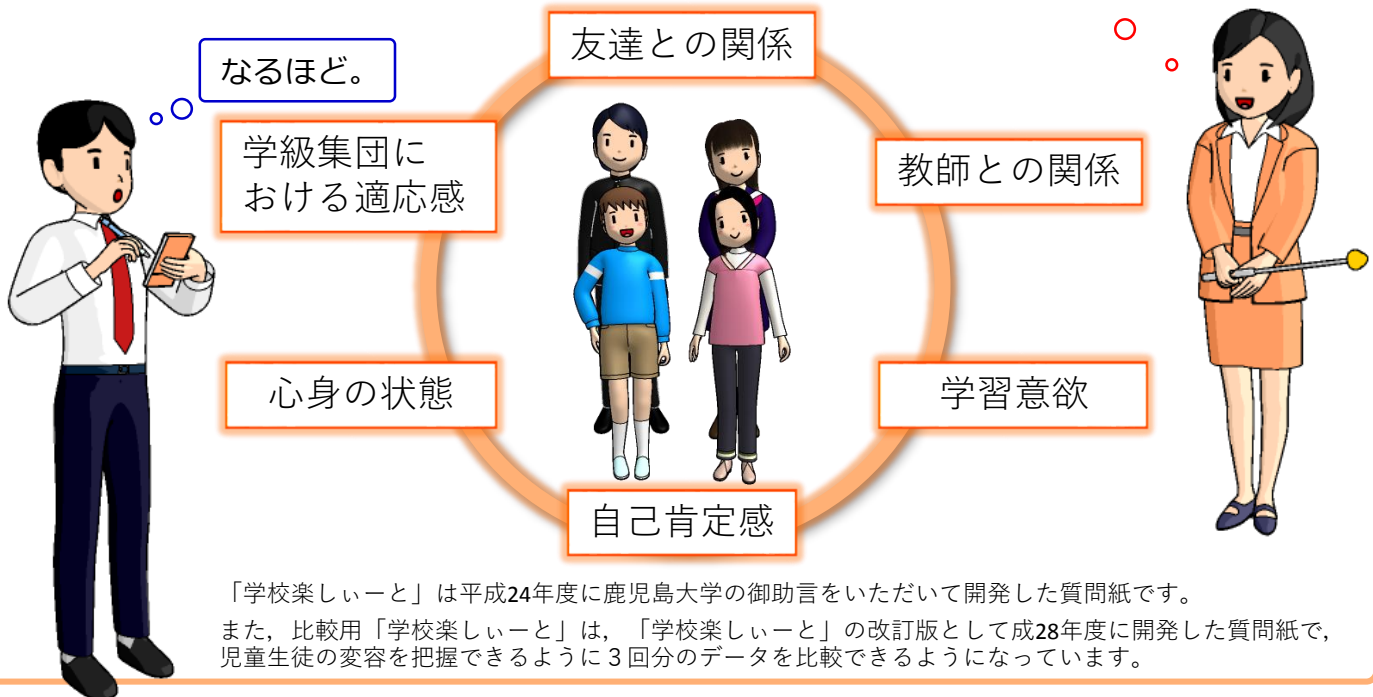 友達との関係
なるほど。
学級集団に
おける適応感
教師との関係
心身の状態
学習意欲
自己肯定感
「学校楽しぃーと」は平成24年度に鹿児島大学の御助言をいただいて開発した質問紙です。
また，比較用「学校楽しぃーと」は，「学校楽しぃーと」の改訂版として成28年度に開発した質問紙で，
児童生徒の変容を把握できるように３回分のデータを比較できるようになっています。